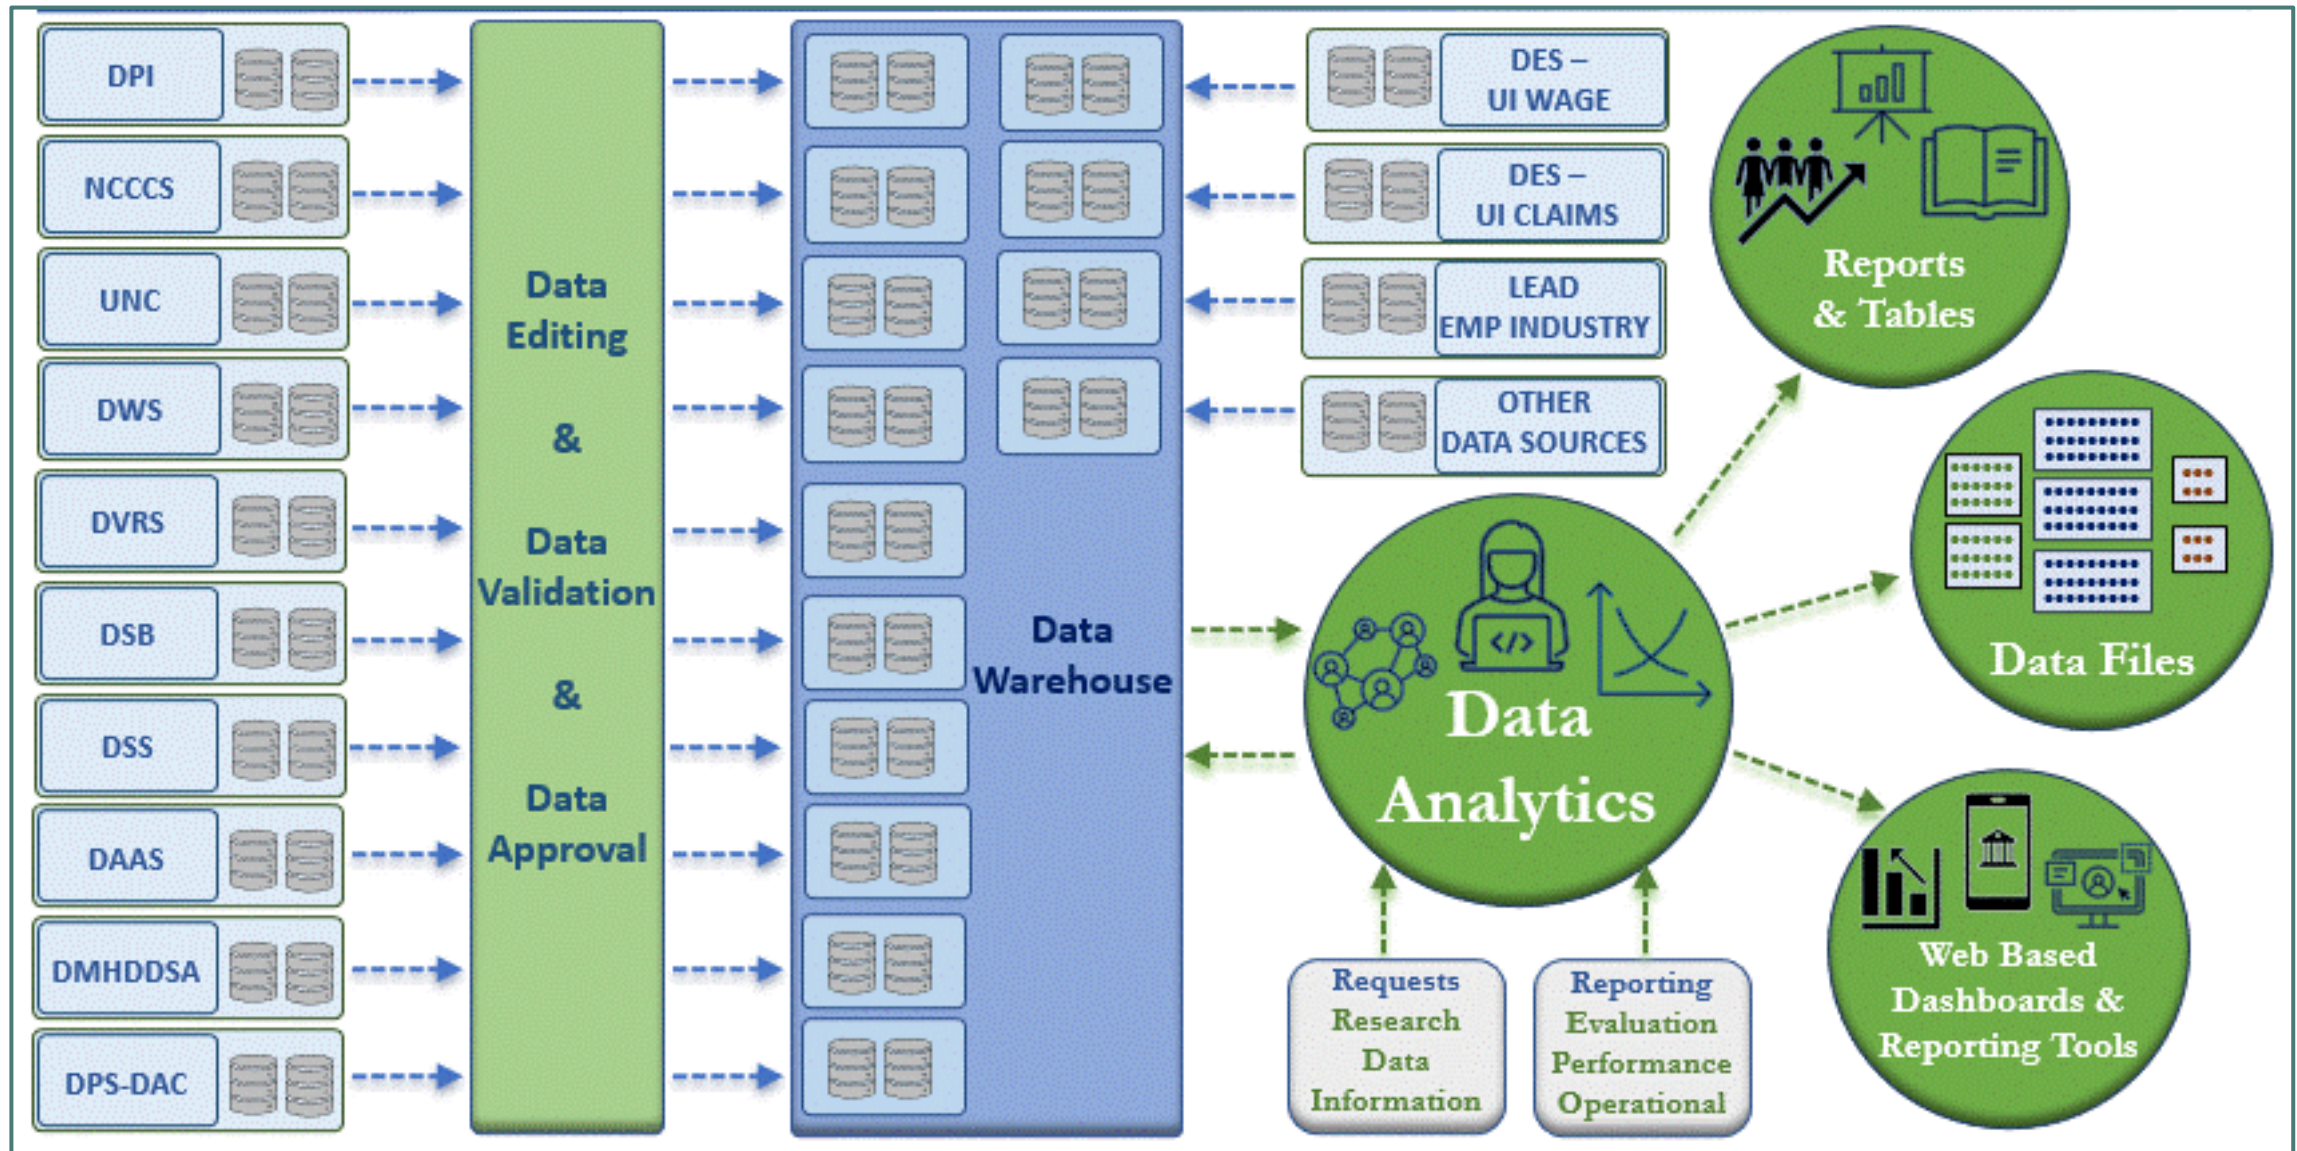 DPI
NCCCS
UNC
DWS
DVRS
DSB
DSS
DAAS
DMHDDSA
DPS-DAC
Data
Editing
&
Data
Validation
&
Data
Approval
Data
Warehouse
DES –
UI WAGE
DES –
UI CLAIMS
LEAD
EMP INDUSTRY
OTHER
DATA SOURCES
</>
Data
Analytics
Requests
Research
Data
Information
Reporting
Evaluation
Performance
Operational
Reports
& Tables
Data Files
Web Based
Dashboards &
Reporting Tools